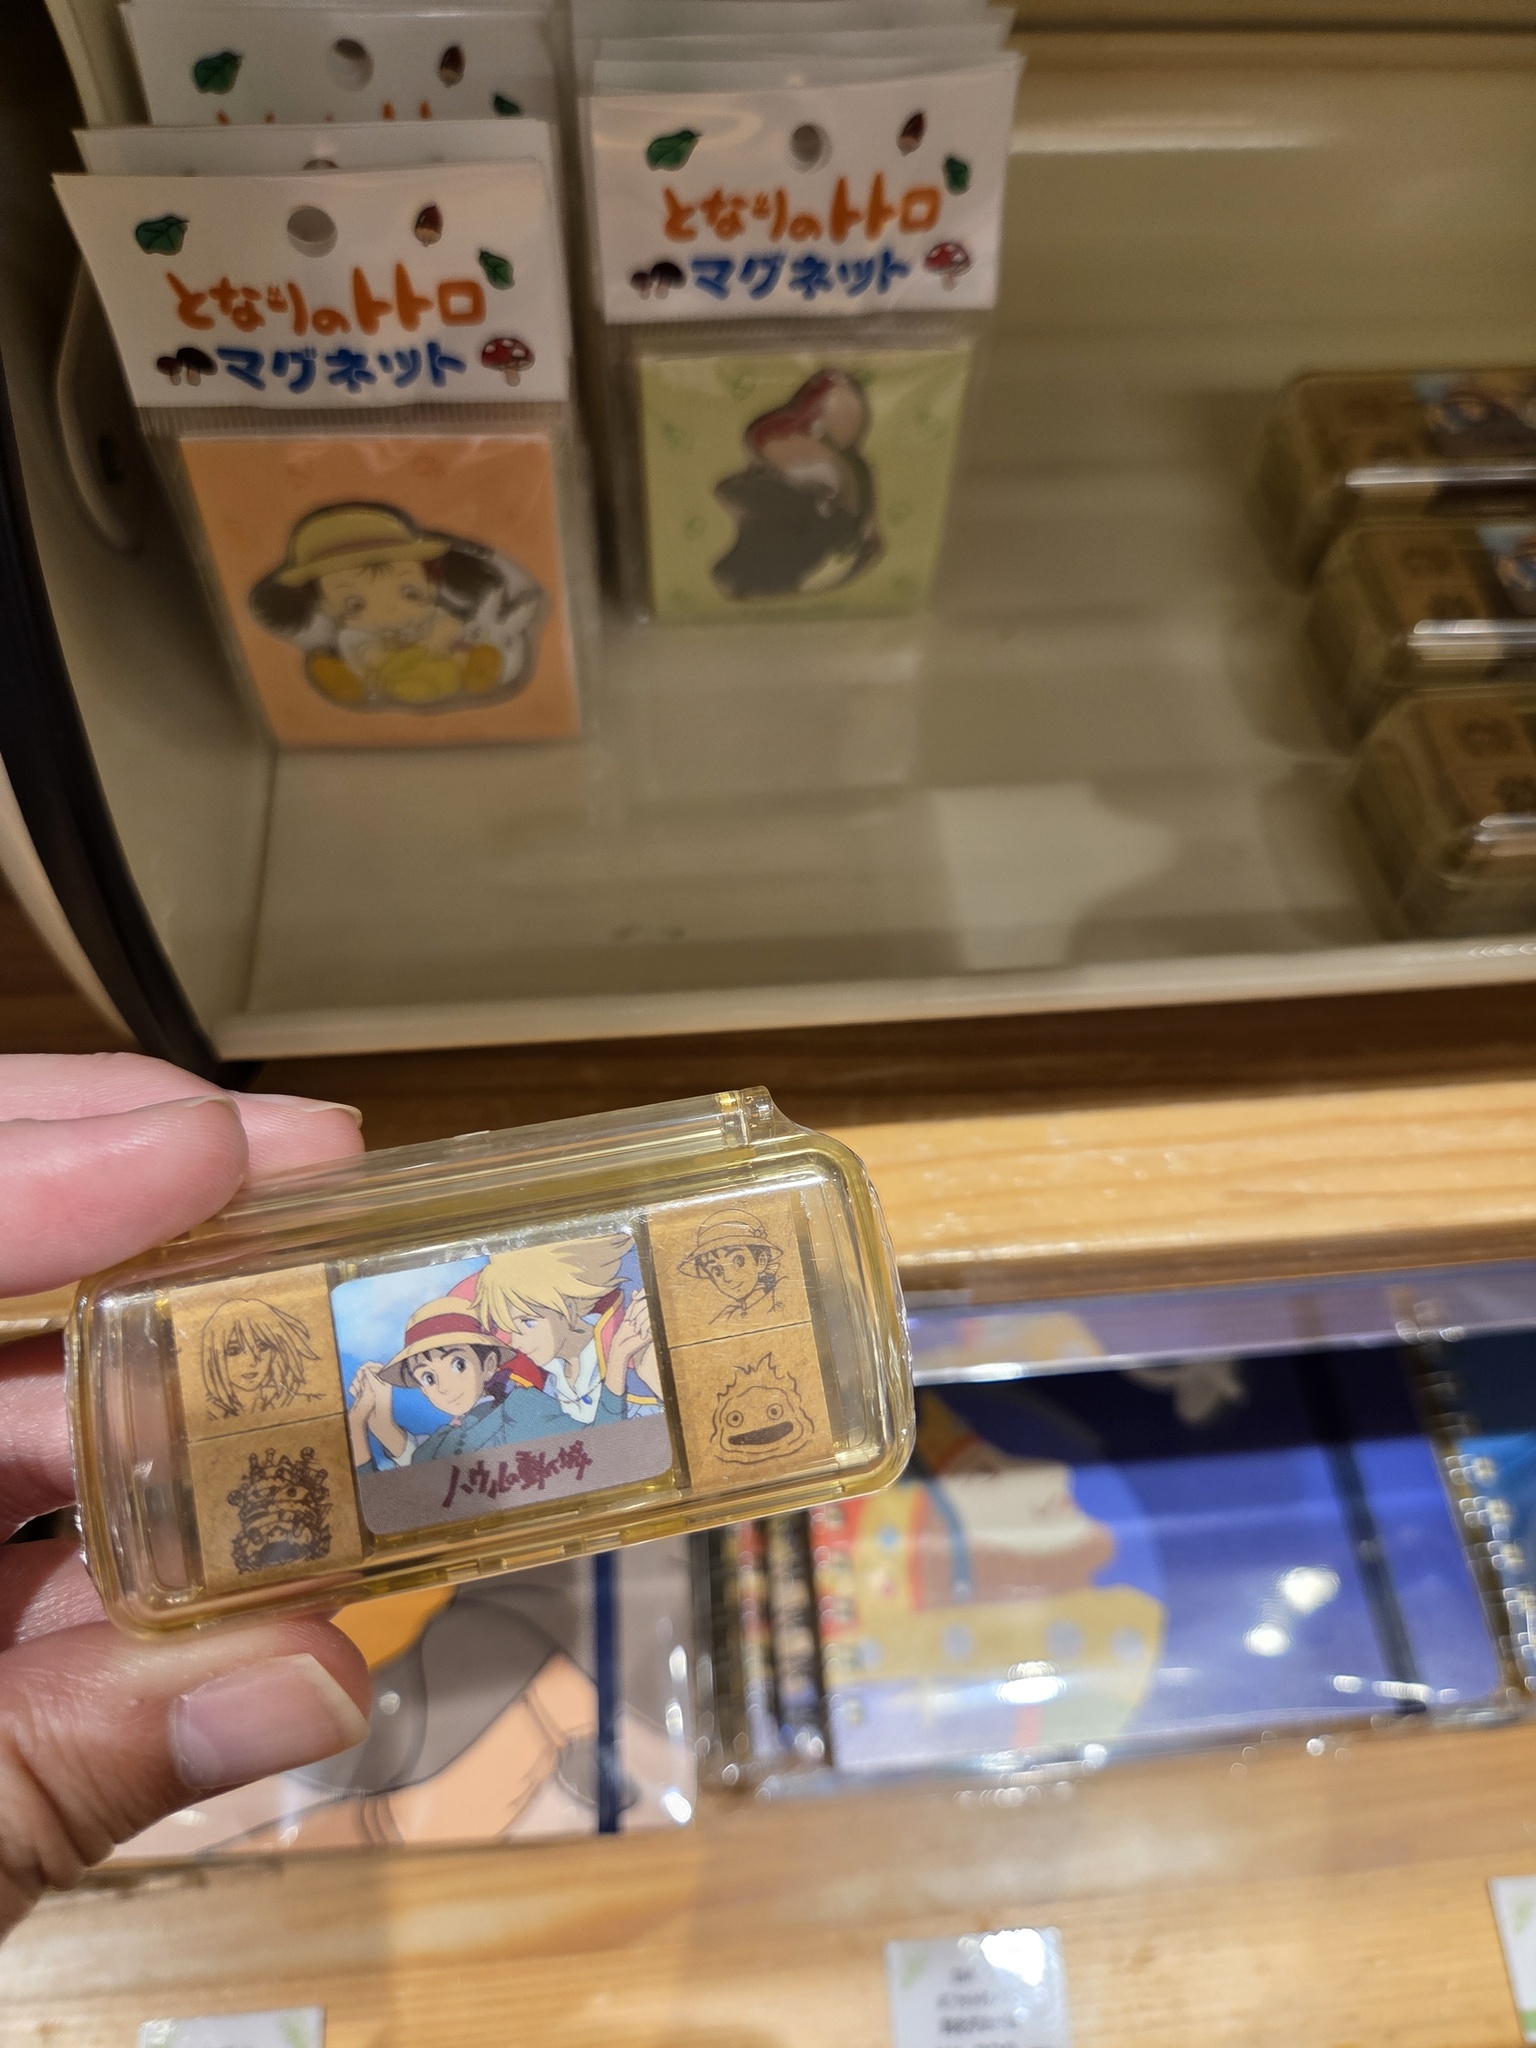 となりのトトロ
マグネット
となりのトトロ
マグネット
ハウルの動く城